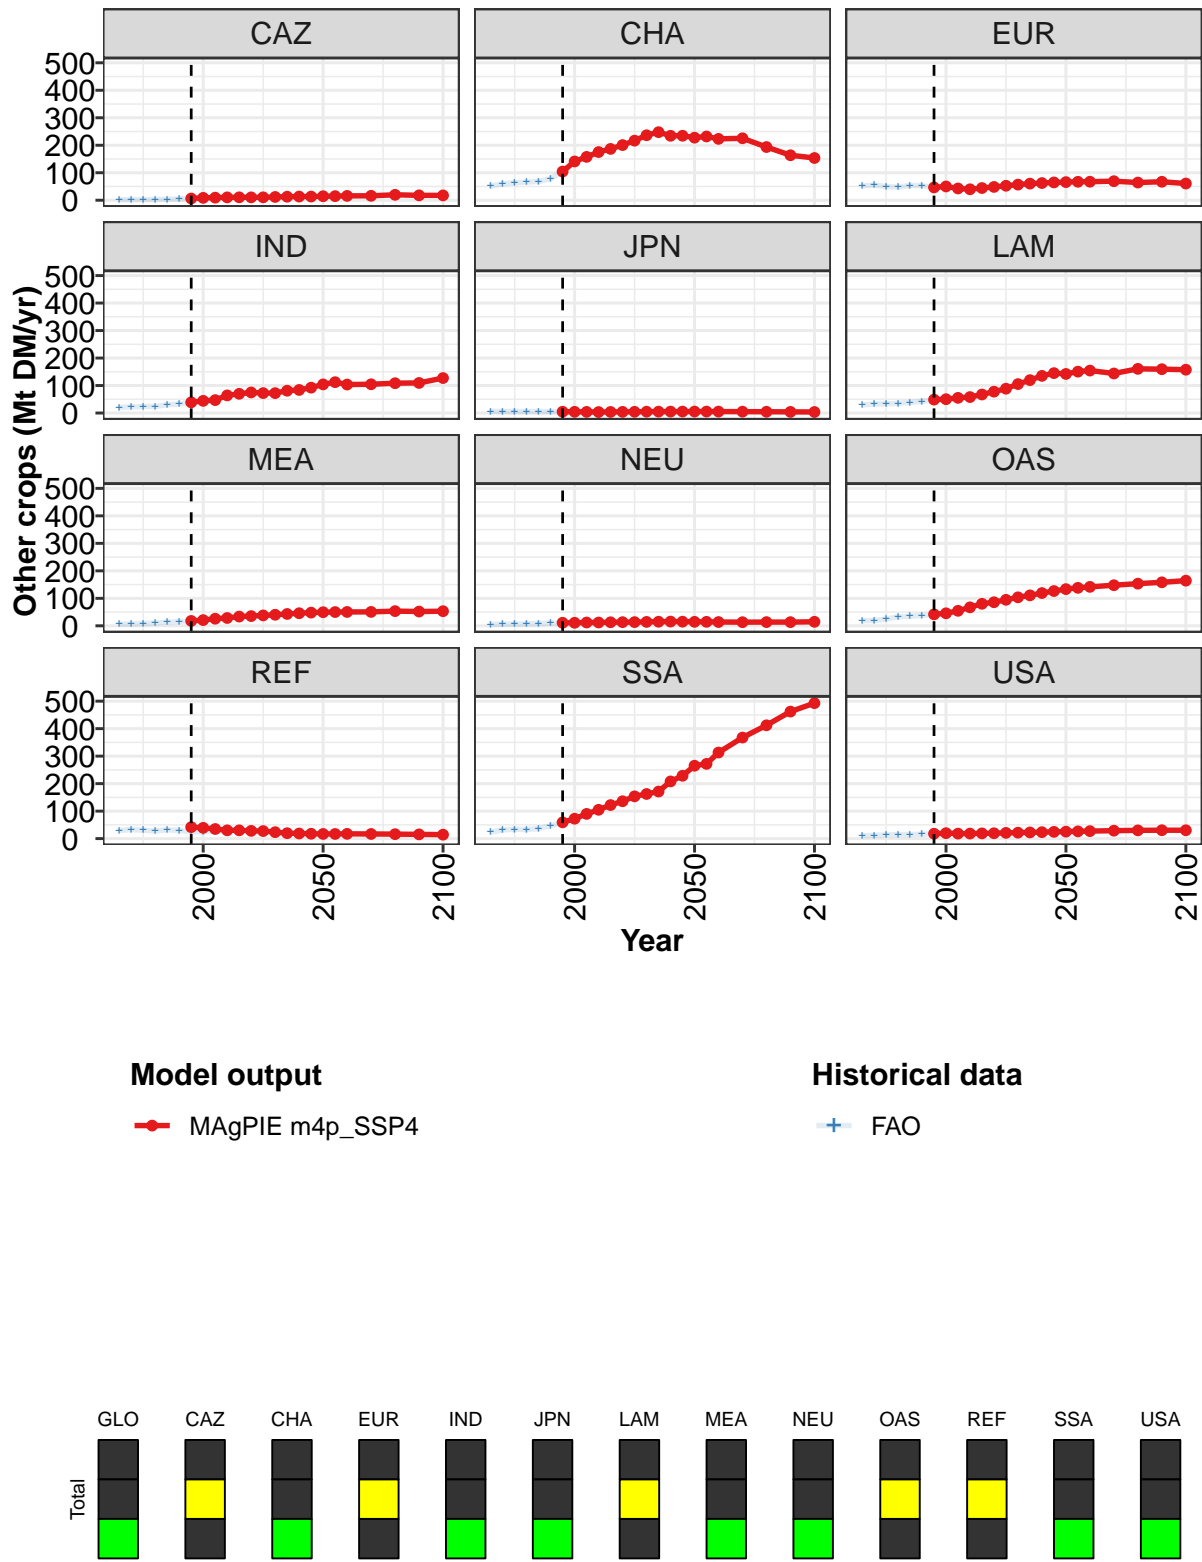 CAZ CHA EUR
500
400
300
200
100
0
IND JPN LAM
500
400
300
200
100
0
MEA NEU OAS
500
400
300
200
100
0
REF SSA USA
500
400
300
200
100
0
Other crops (Mt DM/yr)
2000 2050 2100 2000 2050 2100 2000 2050 2100
Year
Model output Historical data
MAgPIE m4p_SSP4 FAO
GLO CAZ CHA EUR IND JPN LAM MEA NEU OAS REF SSA USA
Total